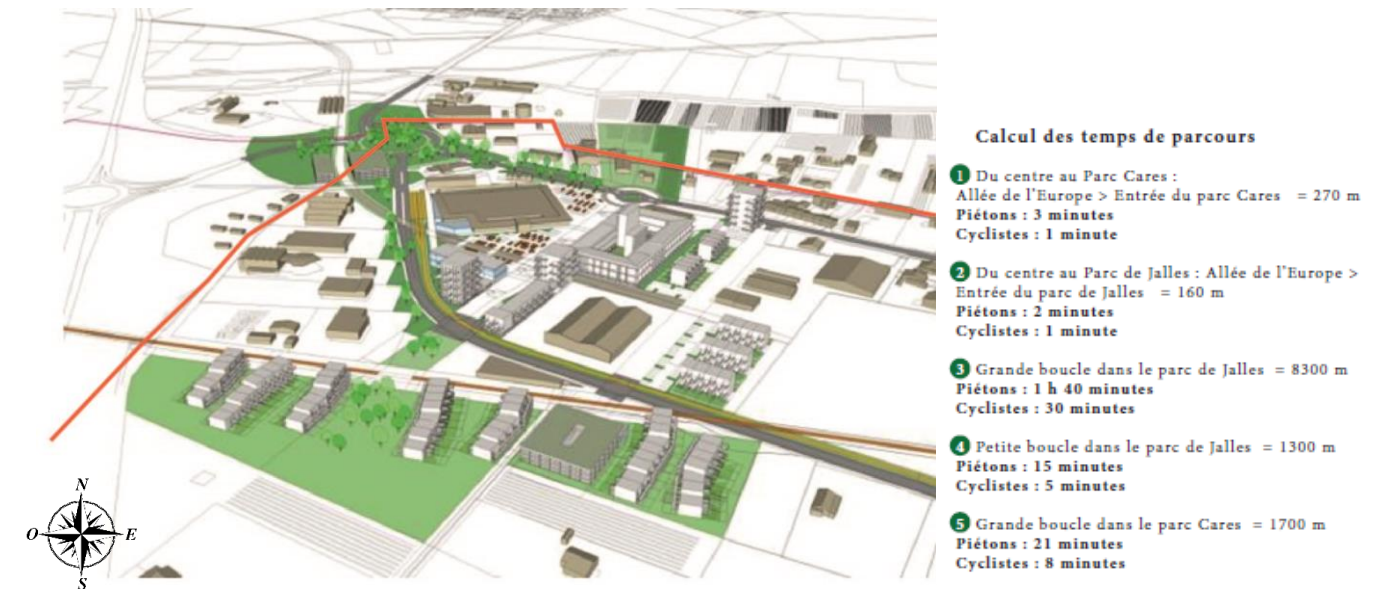 Calcul des temps de parcours
1 Du centre au Parc Cares :
Allée de l'Europe > Entrée du parc Cares = 270 m
Piétons : 3 minutes
Cyclistes : 1 minute
2 Du centre au Parc de Jalles : Allée de l'Europe >
Entrée du parc de Jalles = 160 m
Piétons : 2 minutes
Cyclistes : 1 minute
3 Grande boucle dans le parc de Jalles = 8300 m
Piétons : 1 h 40 minutes
Cyclistes : 30 minutes
4 Petite boucle dans le parc de Jalles = 1300 m
Piétons : 15 minutes
Cyclistes : 5 minutes
5 Grande boucle dans le parc Cares = 1700 m
Piétons : 21 minutes
Cyclistes : 8 minutes
N
O E
S